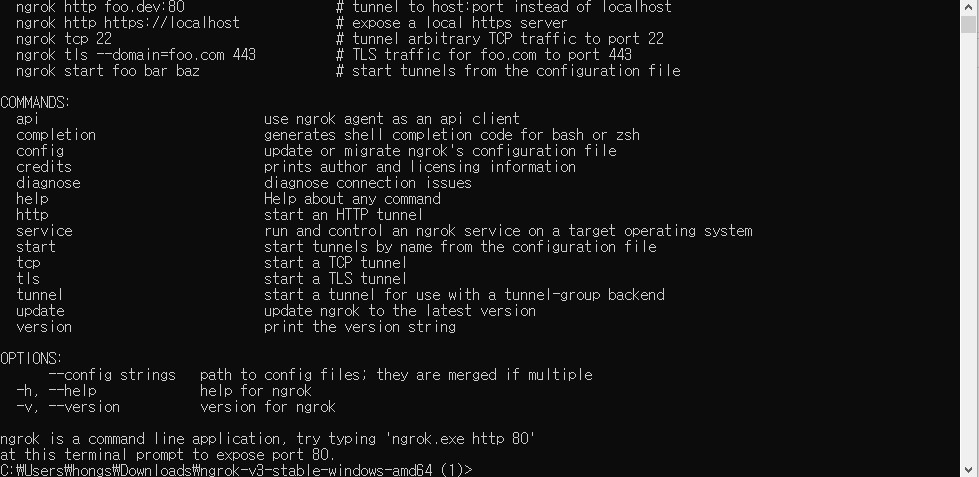 ngrok http foo.dev:80 # tunnel to host:port instead of localhost
ngrok http https://localhost # expose a local https server
ngrok tcp 22 # tunnel arbitrary TCP traffic to port 22
ngrok tls --domain=foo.com 443 # TLS traffic for foo.com to port 443
ngrok start foo bar baz # start tunnels from the configuration file
COMMANDS:
api use ngrok agent as an api client
completion generates shell completion code for bash or zsh
config update or migrate ngrok's configuration file
credits prints author and licensing information
diagnose diagnose connection issues
help Help about any command
http start an HTTP tunnel
service run and control an ngrok service on a target operating system
start start tunnels by name from the configuration file
tcp start a TCP tunnel
tls start a TLS tunnel
tunnel start a tunnel for use with a tunnel-group backend
update update ngrok to the latest version
version print the version string
OPTIONS:
--config strings path to config files; they are merged if multiple
-h, --help help for ngrok
-v, --version version for ngrok
ngrok is a command line application, try typing 'ngrok.exe http 80'
at this terminal prompt to expose port 80.
C:₩Users₩hongs₩Downloads₩ngrok-v3-stable-windows-amd64 (1)>